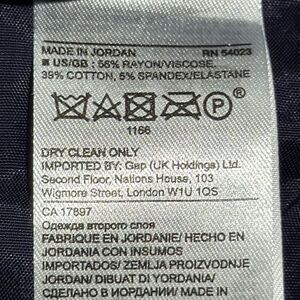 MADE IN JORDAN RN 54023
■ US/GB : 56% RAYON/VISCOSE,
39% COTTON, 5% SPANDEX/ELASTANE
P ®
1166
DRY CLEAN ONLY
IMPORTED BY: Gap (UK Holdings) Ltd.
Second Floor, Nations House, 103
Wigmore Street, London W1U 1QS
CA 17897
Одежда второго слоя
FABRIQUE EN JORDANIE/ HECHO EN
JORDANIA CON INSUMOS
IMPORTADOS/ ZEMLJA PROIZVODNJE
JORDAN/ DIBUAT DI YORDANIA/
СДЕЛАНО В ИОРДАНИИ/ MADE IN